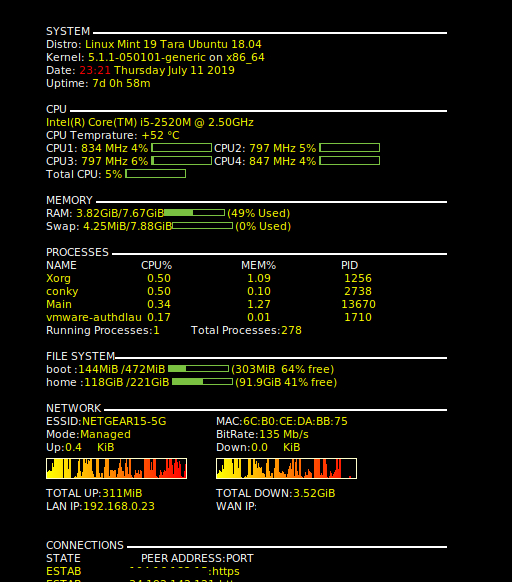 SYSTEM
Distro: Linux Mint 19 Tara Ubuntu 18.04
Kernel: 5.1.1-050101-generic on x86_64
Date: 23:21 Thursday July 11 2019
Uptime: 7d 0h 58m
CPU
Intel(R) Core(TM) i5-2520M @ 2.50GHz
CPU Temprature: +52 °C
CPU1: 834 MHz 4% CPU2: 797 MHz 5%
CPU3: 797 MHz 6% CPU4: 847 MHz 4%
Total CPU: 5%
MEMORY
RAM: 3.82GiB/7.67GiB (49% Used)
Swap: 4.25MiB/7.88GiB (0% Used)
PROCESSES
NAME CPU% MEM% PID
Xorg 0.50 1.09 1256
conky 0.50 0.10 2738
Main 0.34 1.27 13670
vmware-authdlau 0.17 0.01 1710
Running Processes:1 Total Processes:278
FILE SYSTEM
boot :144MiB /472MiB (303MiB 64% free)
home :118GiB /221GiB (91.9GiB 41% free)
NETWORK
ESSID:NETGEAR15-5G MAC:6C:B0:CE:DA:BB:75
Mode:Managed BitRate:135 Mb/s
Up:0.4 KiB Down:0.0 KiB
TOTAL UP:311MiB TOTAL DOWN:3.52GiB
LAN IP:192.168.0.23 WAN IP:
CONNECTIONS
STATE PEER ADDRESS:PORT
ESTAB :https
ESTAB